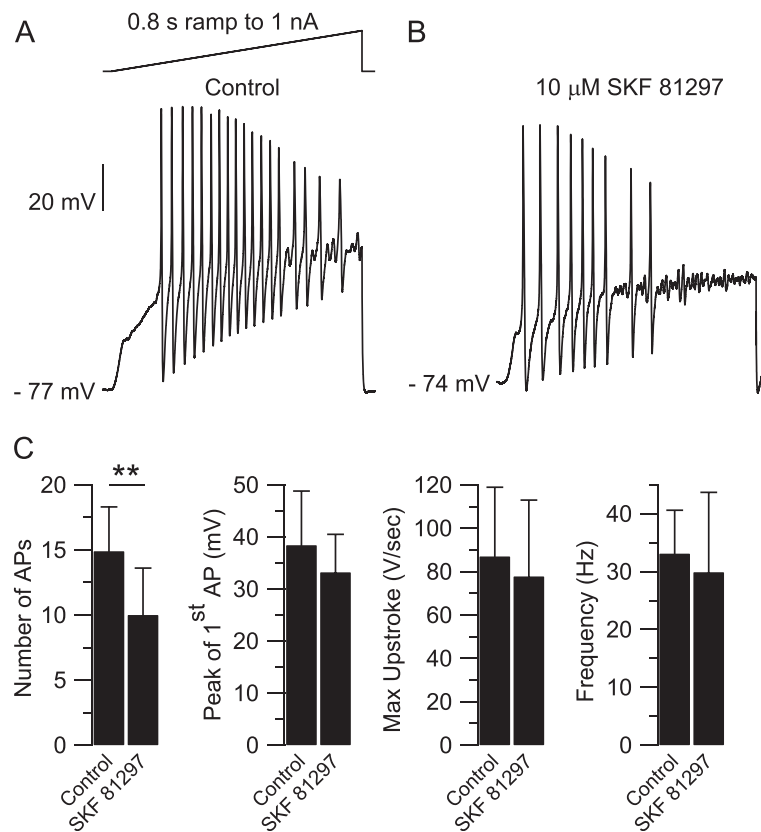 A
0.8 s ramp to 1 nA
Control
20 mV
- 77 mV
B
10 μM SKF 81297
- 74 mV
C
Number of APs
20
15
10
5
0
**
Control
SKF 81297
Peak of 1st AP (mV)
50
40
30
20
10
0
Control
SKF 81297
Max Upstroke (V/sec)
120
100
80
60
40
20
0
Control
SKF 81297
Frequency (Hz)
40
30
20
10
0
Control
SKF 81297